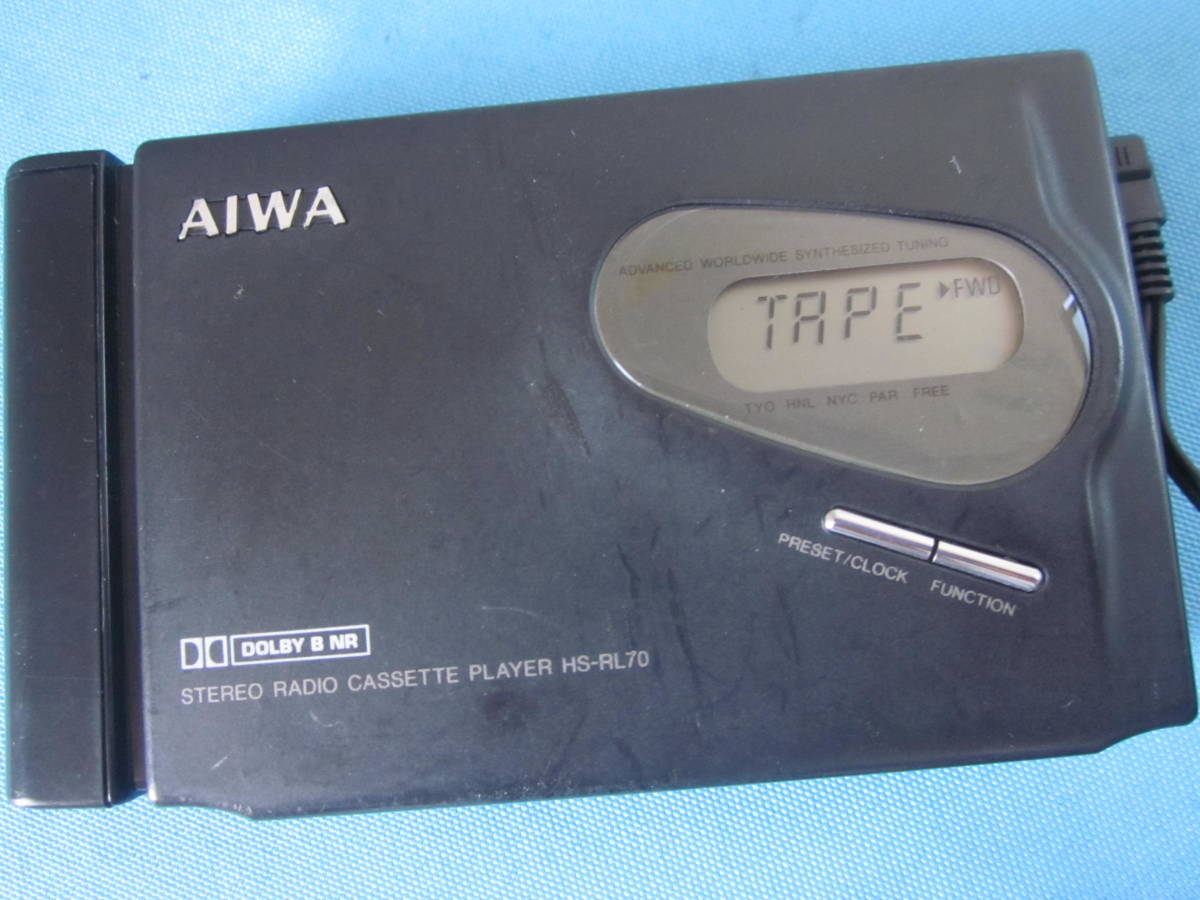 AIWA
ADVANCED WORLDWIDE SYNTHESIZED TUNING
TAPE FWD
TYO HNL NYC PAR FREE
PRESET/CLOCK FUNCTION
DOLBY B NR
STEREO RADIO CASSETTE PLAYER HS-RL70